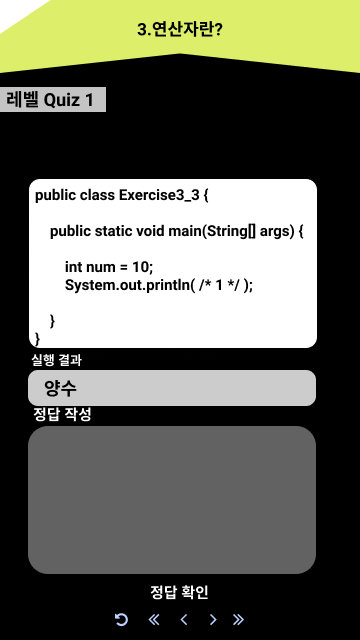 3.연산자란?
레벨 Quiz 1
public class Exercise3_3 {
public static void main(String[] args) {
int num = 10;
System.out.println( /* 1 */ );
}
}
실행 결과
양수
정답 작성
정답 확인